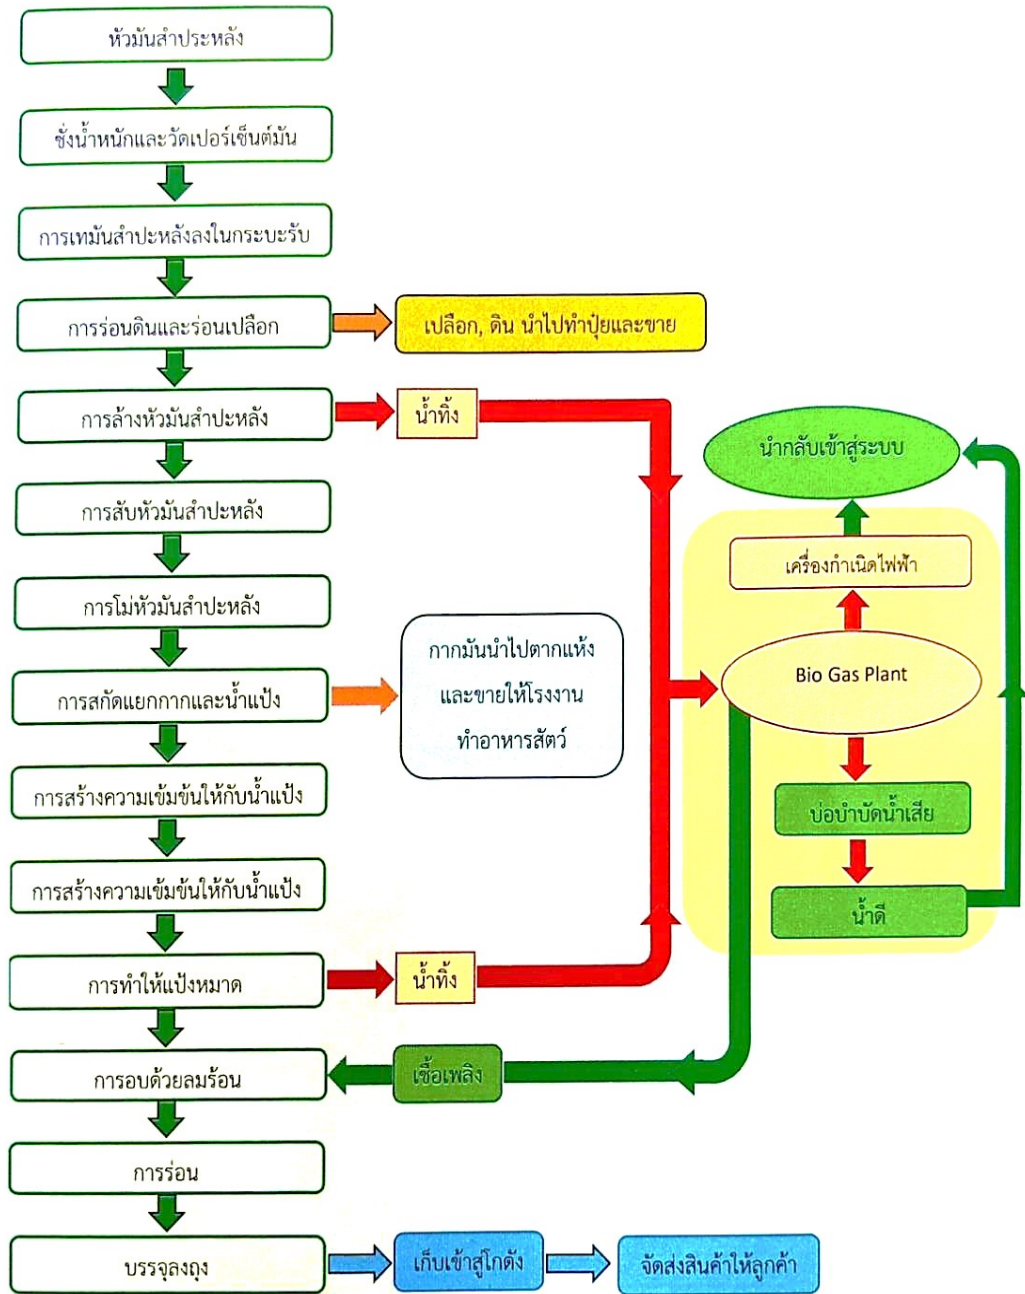 หัวมันสำประหลัง
ชั่งน้ำหนักและวัดเปอร์เซ็นต์มัน
การเทมันสำปะหลังลงในกระบะรับ
การร่อนดินและร่อนเปลือก
เปลือก, ดิน นำไปทำปุ๋ยและขาย
การล้างหัวมันสำปะหลัง
น้ำทิ้ง
นำกลับเข้าสู่ระบบ
การสับหัวมันสำปะหลัง
เครื่องกำเนิดไฟฟ้า
การโม่หัวมันสำปะหลัง
กากมันนำไปตากแห้ง
และขายให้โรงงาน
ทำอาหารสัตว์
Bio Gas Plant
การสกัดแยกกากและน้ำแป้ง
การสร้างความเข้มข้นให้กับน้ำแป้ง
บ่อบำบัดน้ำเสีย
การสร้างความเข้มข้นให้กับน้ำแป้ง
น้ำดี
การทำให้แป้งหมาด
น้ำทิ้ง
การอบด้วยลมร้อน
เชื้อเพลิง
การร่อน
บรรจุลงถุง
เก็บเข้าสู่โกดัง
จัดส่งสินค้าให้ลูกค้า